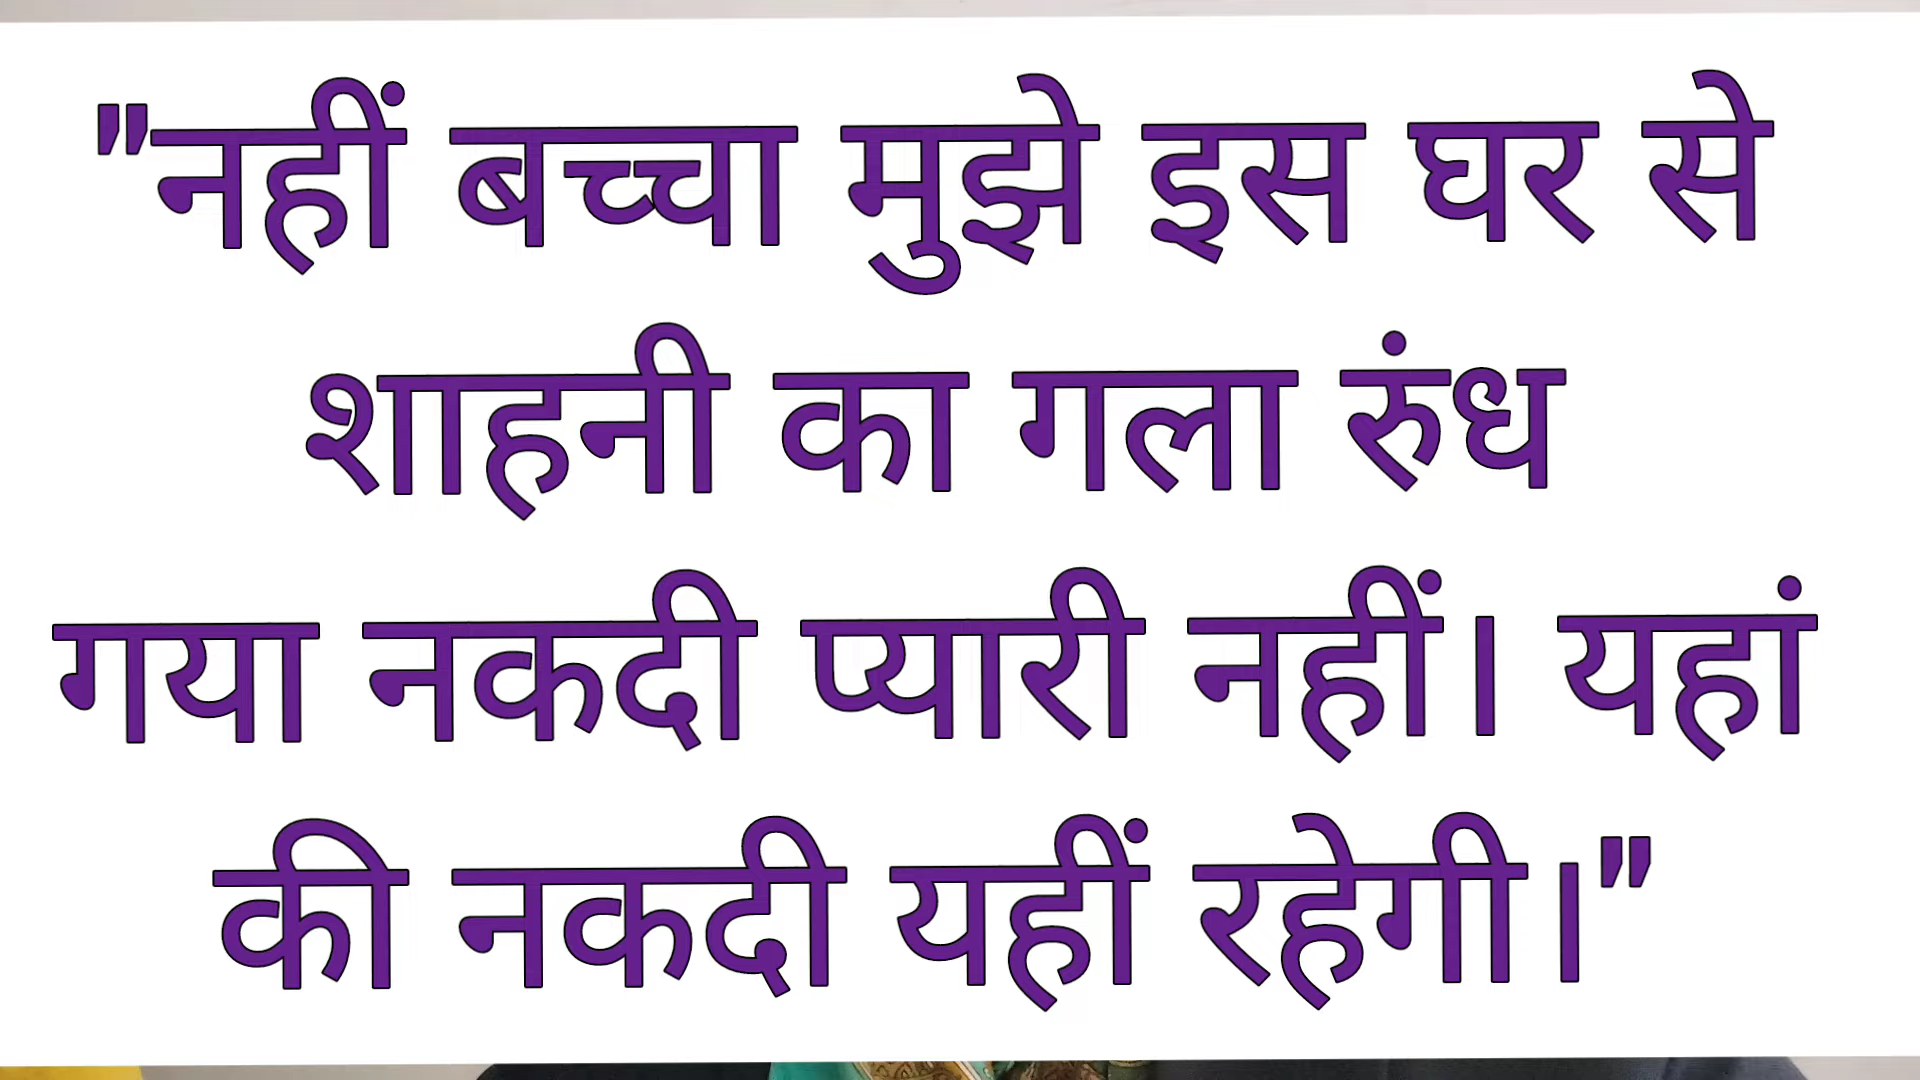 "नहीं बच्चा मुझे इस घर से
शाहनी का गला रुंध
गया नकदी प्यारी नहीं। यहां
की नकदी यहीं रहेगी।"